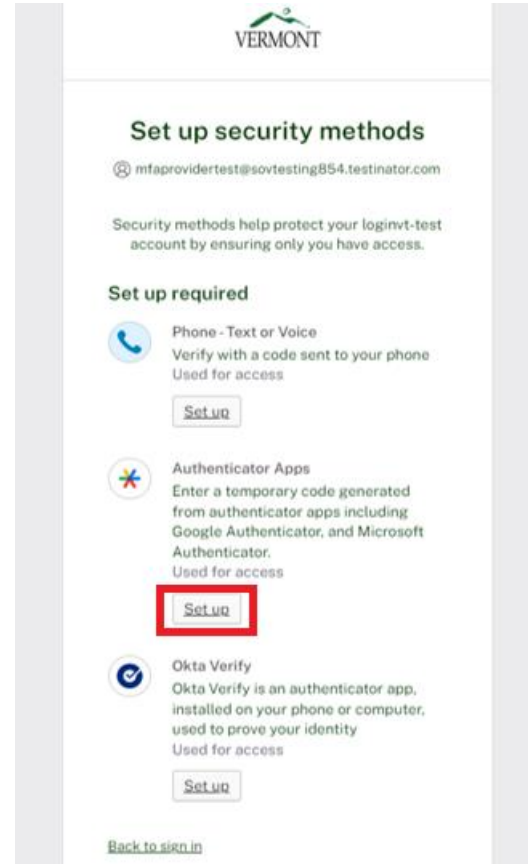 VERMONT
Set up security methods
mfaprovidertest@sovtesting854.testinator.com
Security methods help protect your loginvt-test
account by ensuring only you have access.
Set up required
Phone - Text or Voice
Verify with a code sent to your phone
Used for access
Set up
Authenticator Apps
Enter a temporary code generated
from authenticator apps including
Google Authenticator, and Microsoft
Authenticator.
Used for access
Set up
Okta Verify
Okta Verify is an authenticator app,
installed on your phone or computer,
used to prove your identity
Used for access
Set up
Back to sign in